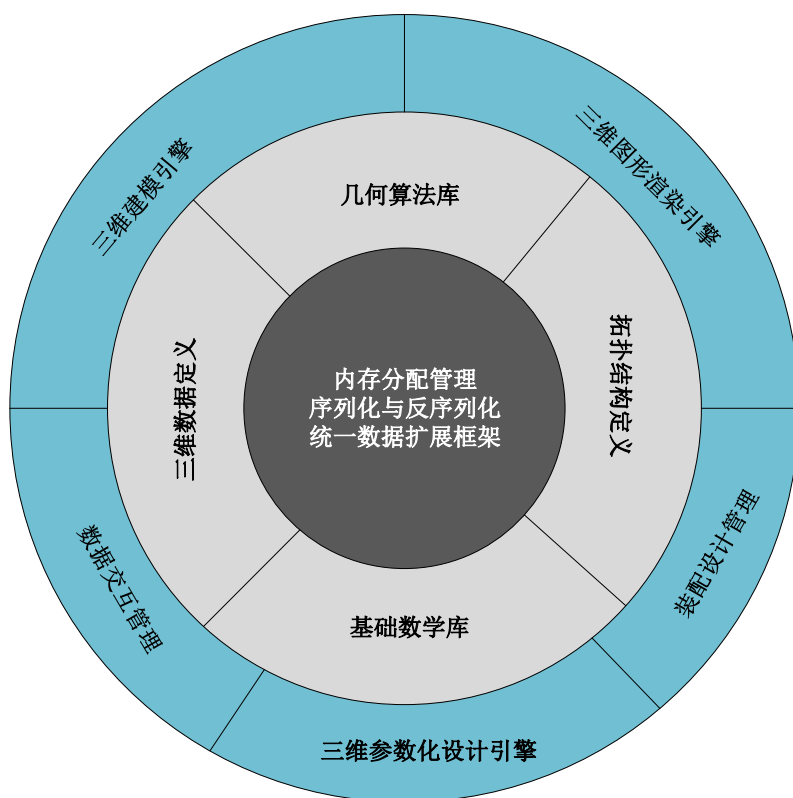 三维建模引擎
三维图形渲染引擎
几何算法库
三维数据定义
内存分配管理
序列化与反序列化
统一数据扩展框架
拓扑结构定义
数据交互管理
装配设计管理
基础数学库
三维参数化设计引擎